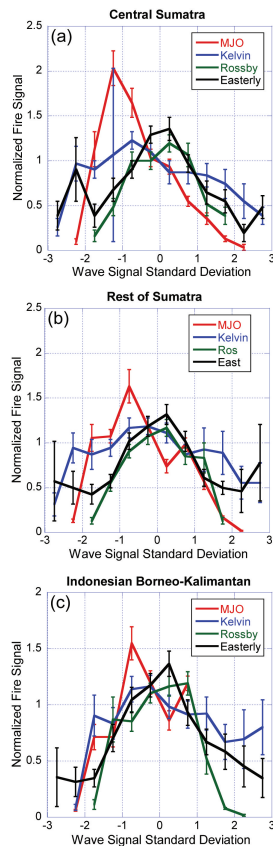 Central Sumatra
(a)
MJO
Kelvin
Rossby
Easterly
Normalized Fire Signal
2.5
2
1.5
1
0.5
0
-3 -2 -1 0 1 2 3
Wave Signal Standard Deviation
Rest of Sumatra
(b)
MJO
Kelvin
Ros
East
Normalized Fire Signal
2.5
2
1.5
1
0.5
0
-3 -2 -1 0 1 2 3
Wave Signal Standard Deviation
Indonesian Borneo-Kalimantan
(c)
MJO
Kelvin
Rossby
Easterly
Normalized Fire Signal
2
1.5
1
0.5
0
-3 -2 -1 0 1 2 3
Wave Signal Standard Deviation